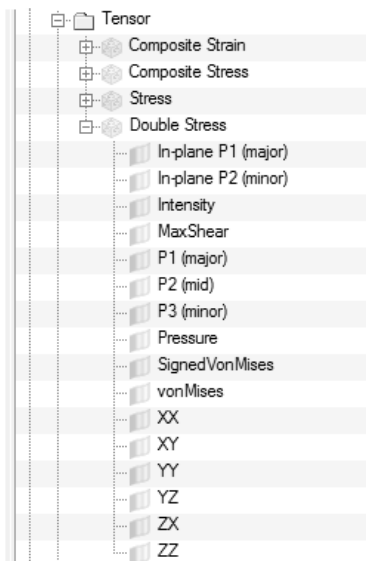 Tensor
Composite Strain
Composite Stress
Stress
Double Stress
In-plane P1 (major)
In-plane P2 (minor)
Intensity
MaxShear
P1 (major)
P2 (mid)
P3 (minor)
Pressure
SignedVonMises
vonMises
XX
XY
YY
YZ
ZX
ZZ